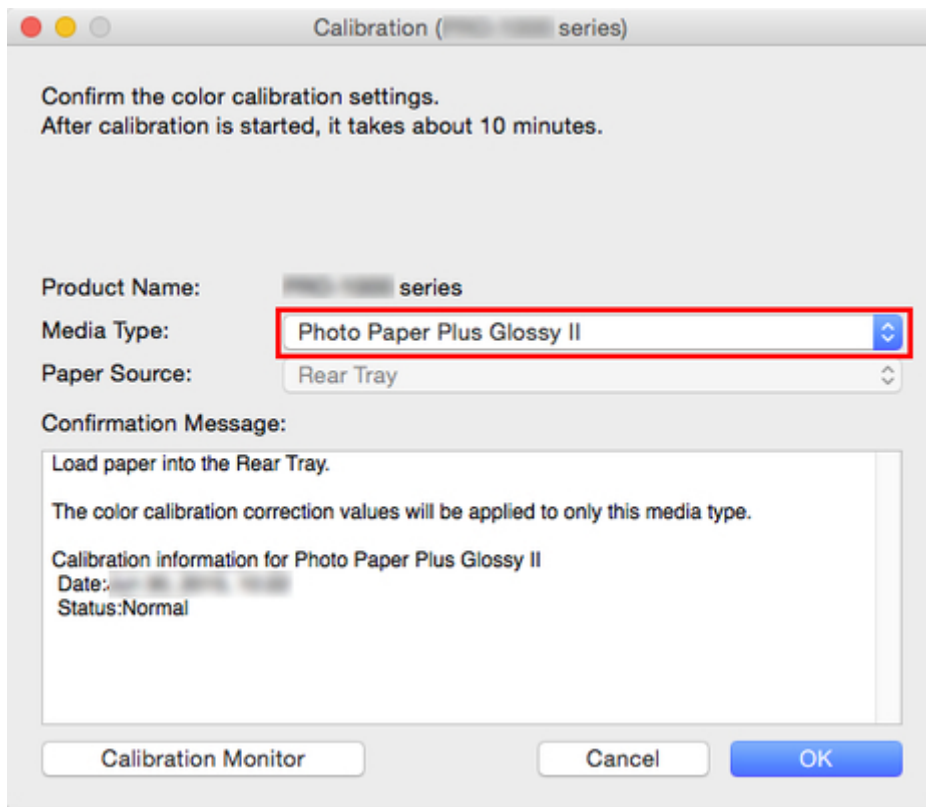 Calibration ( series)
Confirm the color calibration settings.
After calibration is started, it takes about 10 minutes.
Product Name: series
Media Type: Photo Paper Plus Glossy II
Paper Source: Rear Tray
Confirmation Message:
Load paper into the Rear Tray.
The color calibration correction values will be applied to only this media type.
Calibration information for Photo Paper Plus Glossy II
Date:
Status:Normal
Calibration Monitor Cancel OK